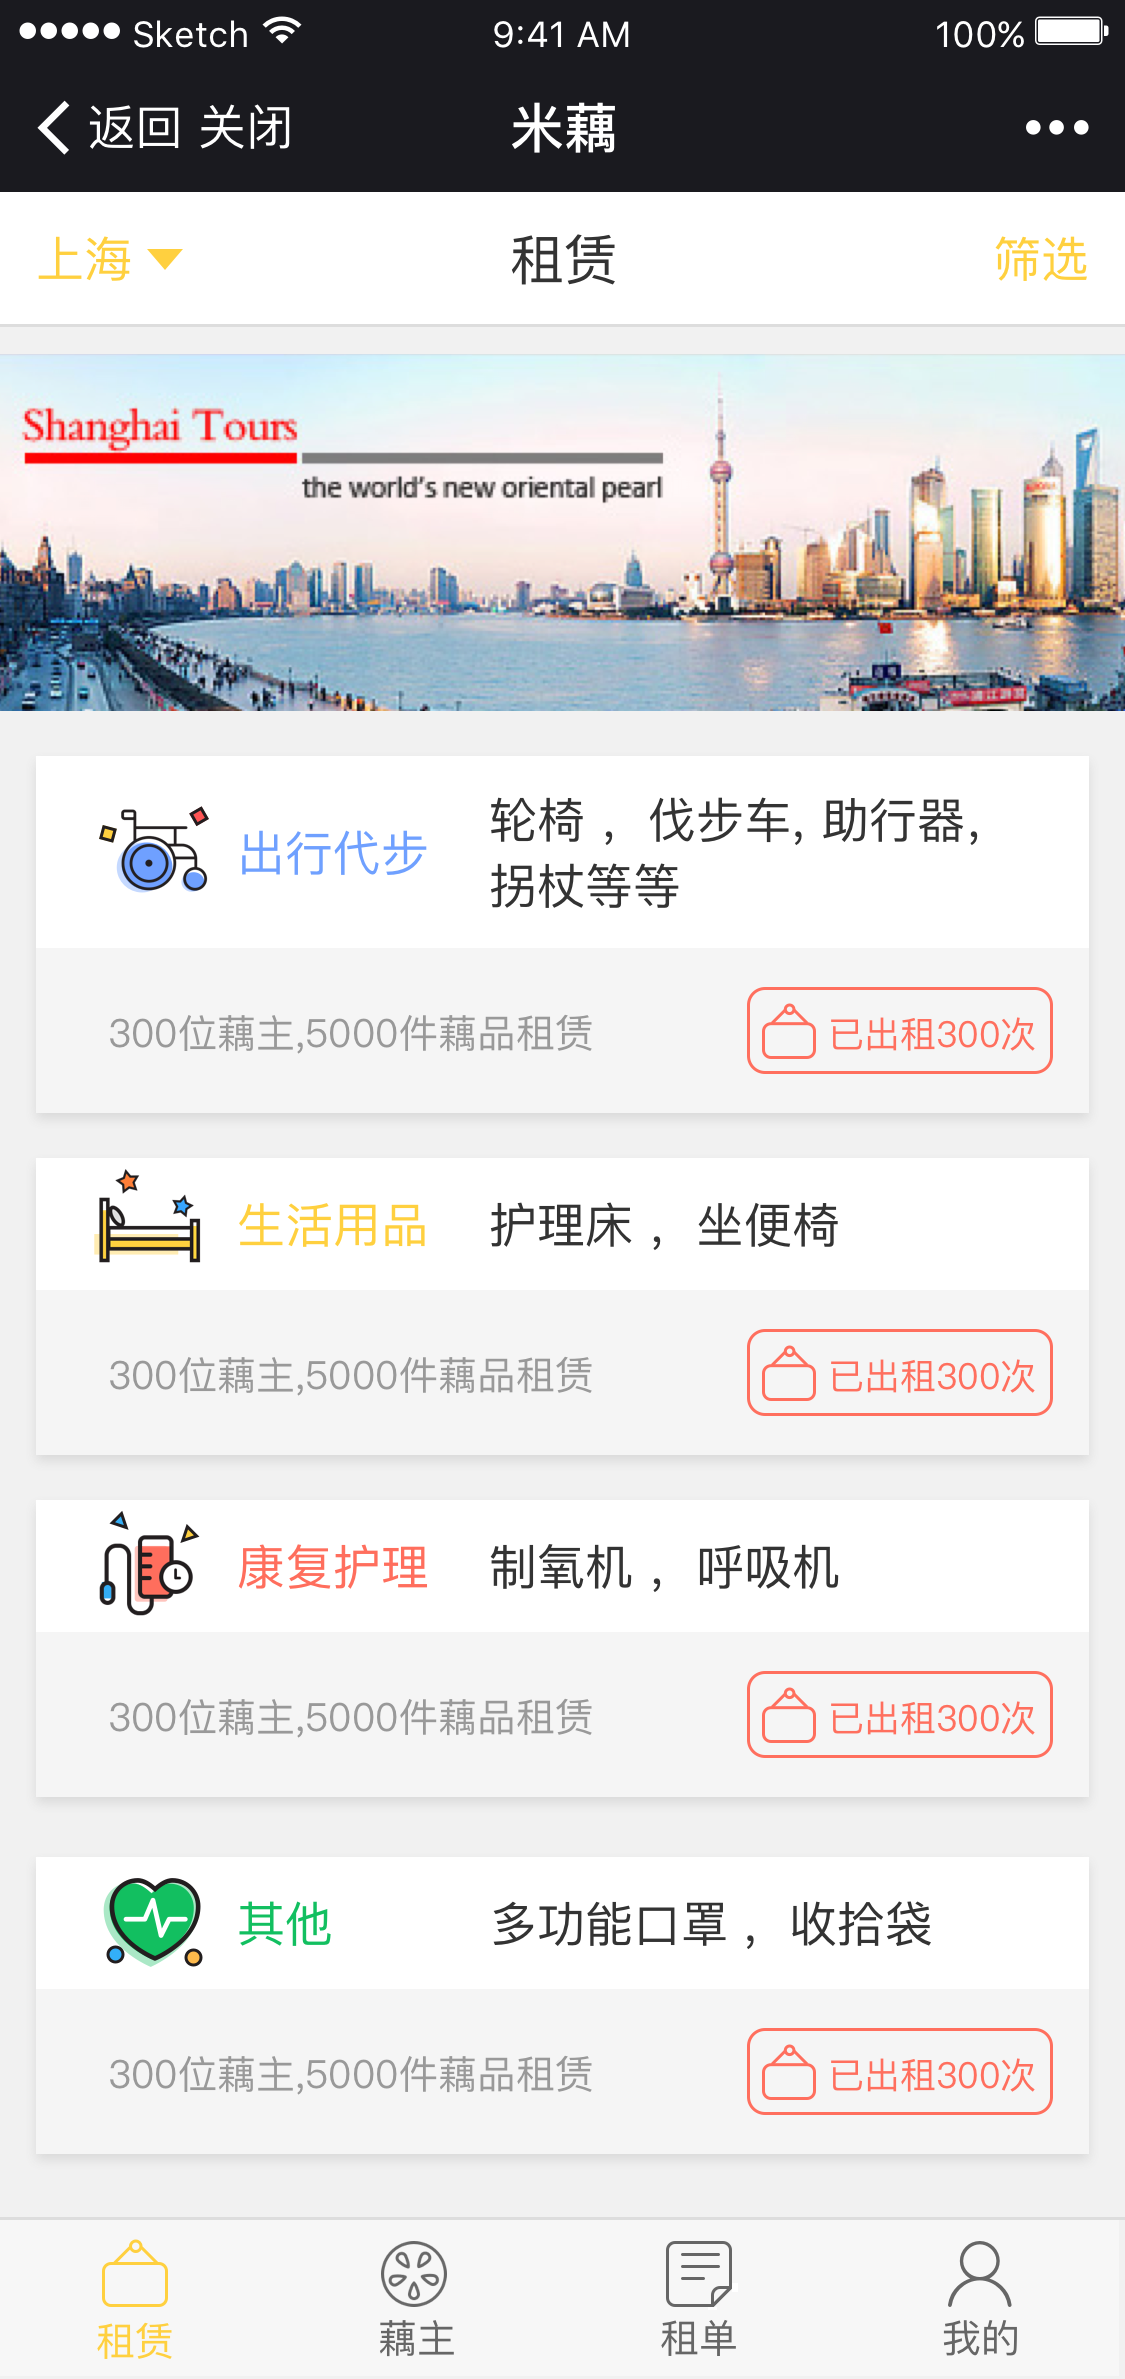 Sketch 9:41 AM 100%
返回 关闭 米藕
上海 租赁 筛选
Shanghai Tours
the world's new oriental pearl
出行代步
轮椅，伐步车, 助行器,
拐杖等等
300位藕主,5000件藕品租赁 已出租300次
生活用品 护理床，坐便椅
300位藕主,5000件藕品租赁 已出租300次
康复护理 制氧机，呼吸机
300位藕主,5000件藕品租赁 已出租300次
其他 多功能口罩，收拾袋
300位藕主,5000件藕品租赁 已出租300次
租赁 藕主 租单 我的